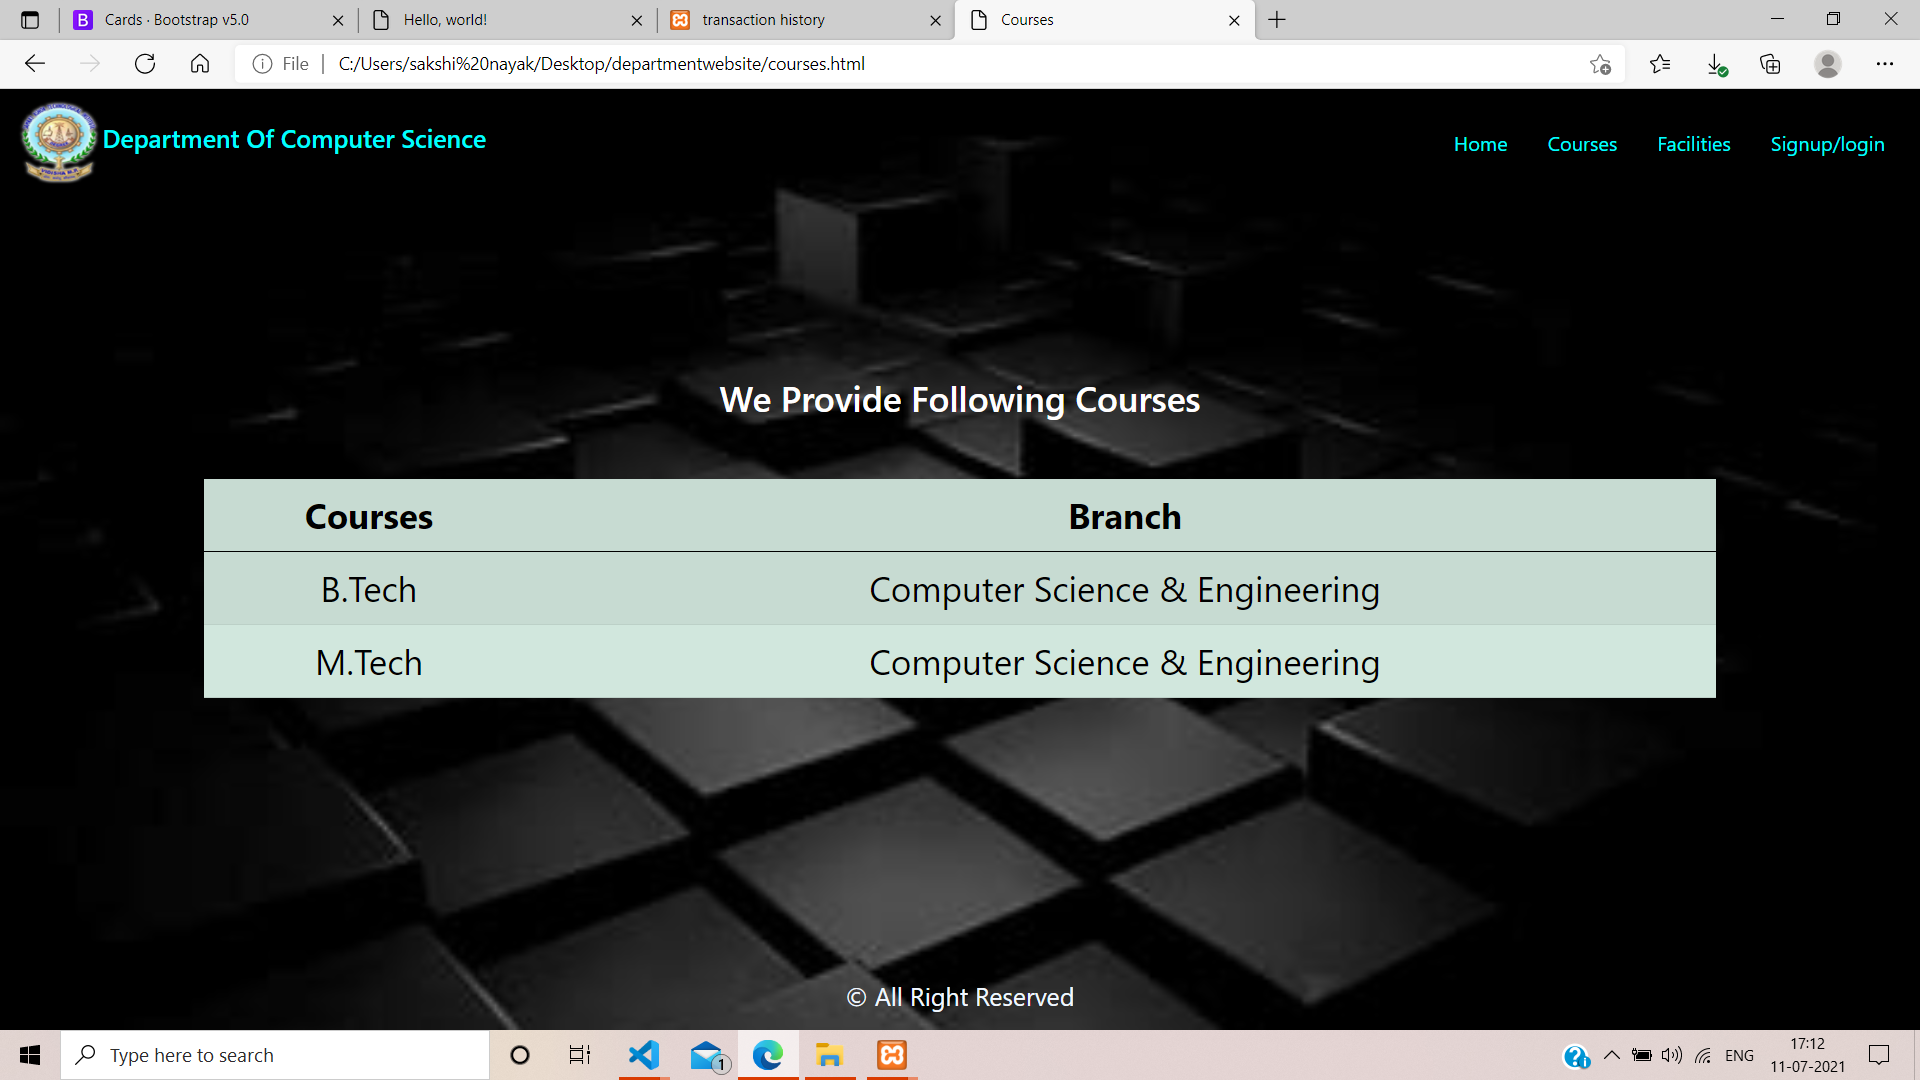 Cards · Bootstrap v5.0
Hello, world!
transaction history
Courses
File
C:/Users/sakshi%20nayak/Desktop/departmentwebsite/courses.html
VIDISHA M.P.
Department Of Computer Science
Home
Courses
Facilities
Signup/login
We Provide Following Courses
Courses Branch
B.Tech Computer Science & Engineering
M.Tech Computer Science & Engineering
© All Right Reserved
Type here to search
1
ENG
17:12
11-07-2021